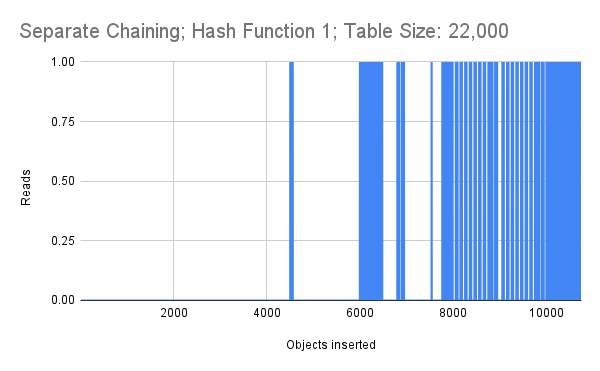 Separate Chaining; Hash Function 1; Table Size: 22,000
1.00
0.75
0.50
0.25
0.00
Reads
2000 4000 6000 8000 10000
Objects inserted